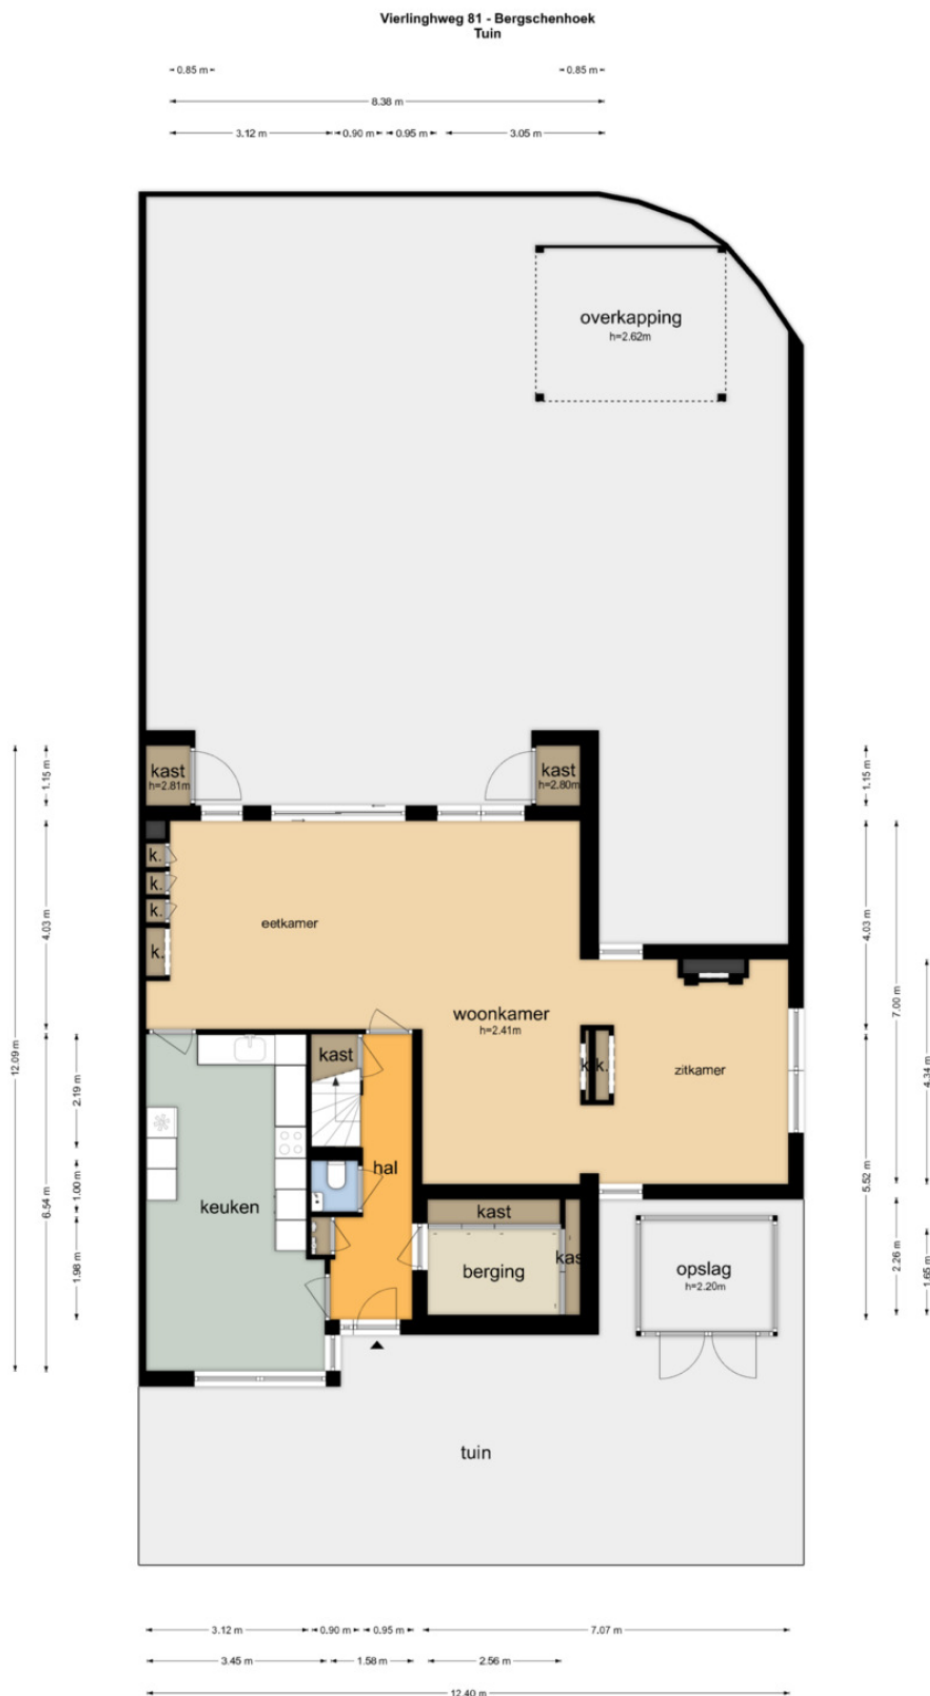 Vierlinghweg 81 - Bergschenhoek
Tuin
0.85 m
0.85 m
8.38 m
3.12 m
0.90 m
0.95 m
3.05 m
overkapping
h=2.62m
kast
h=2.81m
kast
h=2.80m
1.15 m
1.15 m
k.
k.
k.
k.
eetkamer
4.03 m
4.03 m
7.00 m
woonkamer
h=2.41m
12.09 m
kast
k
k.
zitkamer
4.34 m
2.19 m
hal
keuken
1.00 m
6.54 m
5.52 m
kast
1.98 m
berging
kas
opslag
h=2.20m
2.26 m
1.65 m
tuin
3.12 m
0.90 m
0.95 m
7.07 m
3.45 m
1.58 m
2.56 m
12.40 m